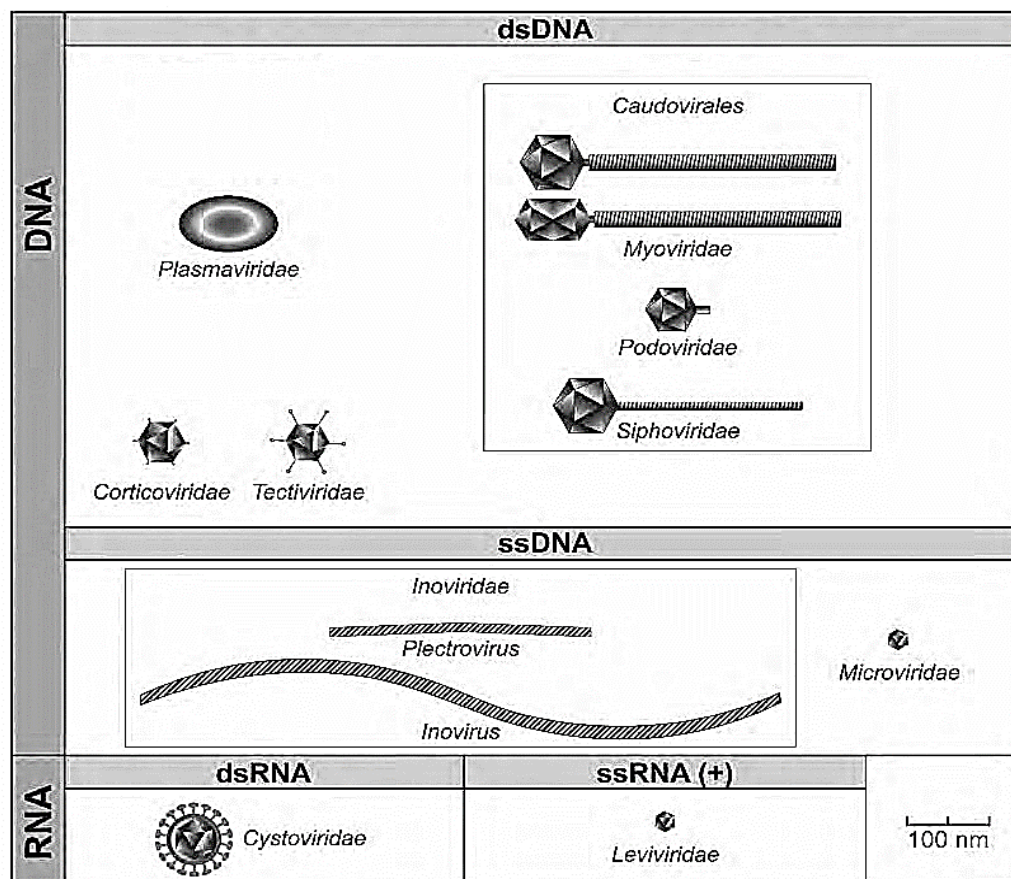 DNA
dsDNA
Caudovirales
Myoviridae
Plasmaviridae
Podoviridae
Siphoviridae
Corticoviridae
Tectiviridae
ssDNA
Inoviridae
Plectrovirus
Microviridae
Inovirus
RNA
dsRNA
ssRNA (+)
Cystoviridae
Leviviridae
100 nm